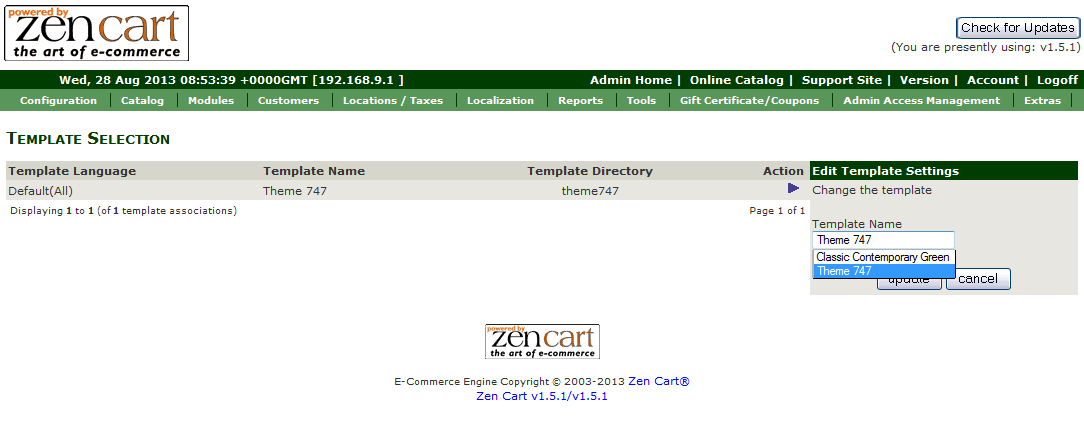 powered by
zen cart
the art of e-commerce
Check for Updates
(You are presently using: v1.5.1)
Wed, 28 Aug 2013 08:53:39 +0000GMT [192.168.9.1 ]
Admin Home | Online Catalog | Support Site | Version | Account | Logoff
Configuration | Catalog | Modules | Customers | Locations / Taxes | Localization | Reports | Tools | Gift Certificate/Coupons | Admin Access Management | Extras |
Template Selection
Template Language Template Name Template Directory Action
Default(All) Theme 747 theme747
Displaying 1 to 1 (of 1 template associations) Page 1 of 1
Edit Template Settings
Change the template
Template Name
Theme 747
Classic Contemporary Green
Theme 747
update cancel
powered by
zen cart
the art of e-commerce
E-Commerce Engine Copyright © 2003-2013 Zen Cart®
Zen Cart v1.5.1/v1.5.1